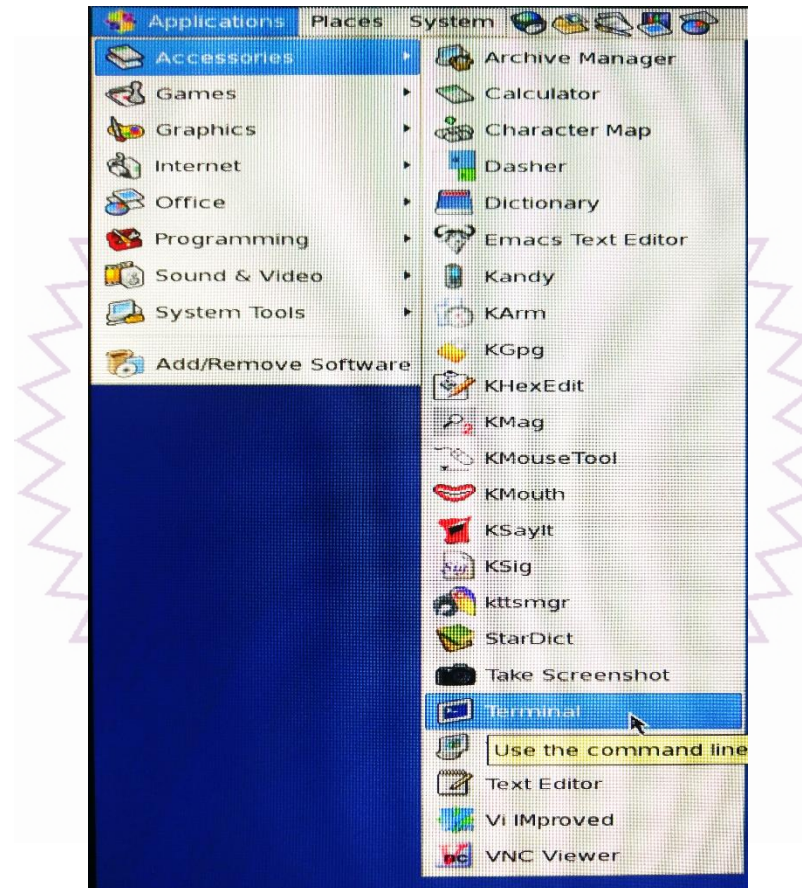 Applications Places System
Accessories
Games
Graphics
Internet
Office
Programming
Sound & Video
System Tools
Add/Remove Software
Archive Manager
Calculator
Character Map
Dasher
Dictionary
Emacs Text Editor
Kandy
KArm
KGpg
KHexEdit
KMag
KMouseTool
KMouth
KSayIt
KSig
kttsmgr
StarDict
Take Screenshot
Terminal
Use the command line
Text Editor
Vi IMproved
VNC Viewer